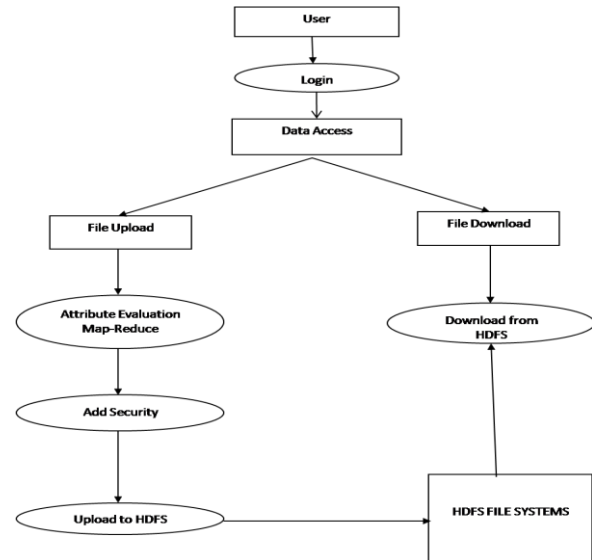 User
Login
Data Access
File Upload
File Download
Attribute Evaluation
Map-Reduce
Download from
HDFS
Add Security
Upload to HDFS
HDFS FILE SYSTEMS